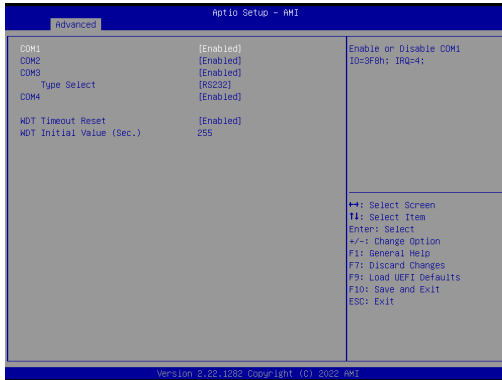 Aptio Setup - AMI
Advanced
COM1 [Enabled]
COM2 [Enabled]
COM3 [Enabled]
Type Select [RS232]
COM4 [Enabled]
WDT Timeout Reset [Enabled]
WDT Initial Value (Sec.) 255
Enable or Disable COM1
IO=3F8h; IRQ=4;
↔: Select Screen
↑↓: Select Item
Enter: Select
+/-: Change Option
F1: General Help
F7: Discard Changes
F9: Load UEFI Defaults
F10: Save and Exit
ESC: Exit
Version 2.22.1282 Copyright (C) 2022 AMI